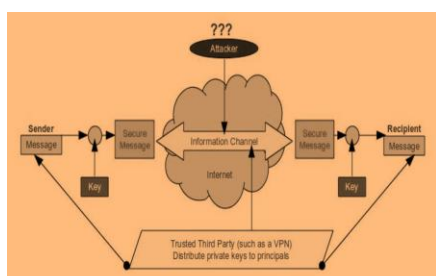 ???
Attacker
Sender
Message
Secure
Message
Information Channel
Secure
Message
Recipient
Message
Key
Internet
Key
Trusted Third Party (such as a VPN)
Distribute private keys to principals